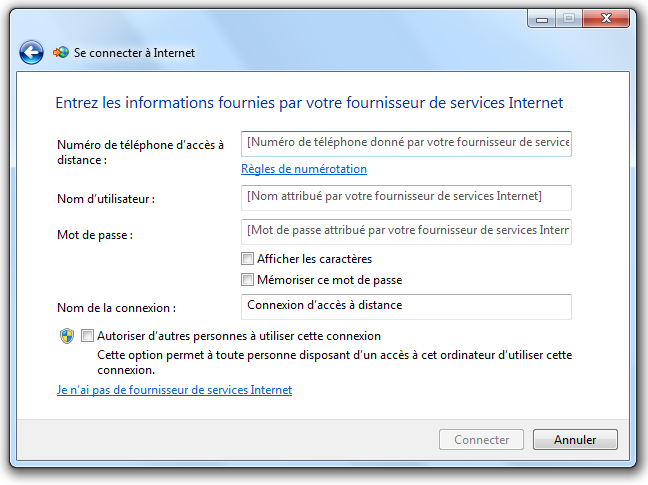 Se connecter à Internet
Entrez les informations fournies par votre fournisseur de services Internet
Numéro de téléphone d'accès à distance :
[Numéro de téléphone donné par votre fournisseur de service
Règles de numérotation
Nom d'utilisateur :
[Nom attribué par votre fournisseur de services Internet]
Mot de passe :
[Mot de passe attribué par votre fournisseur de services Intern
Afficher les caractères
Mémoriser ce mot de passe
Nom de la connexion :
Connexion d'accès à distance
Autoriser d'autres personnes à utiliser cette connexion
Cette option permet à toute personne disposant d'un accès à cet ordinateur d'utiliser cette
connexion.
Je n'ai pas de fournisseur de services Internet
Connecter
Annuler